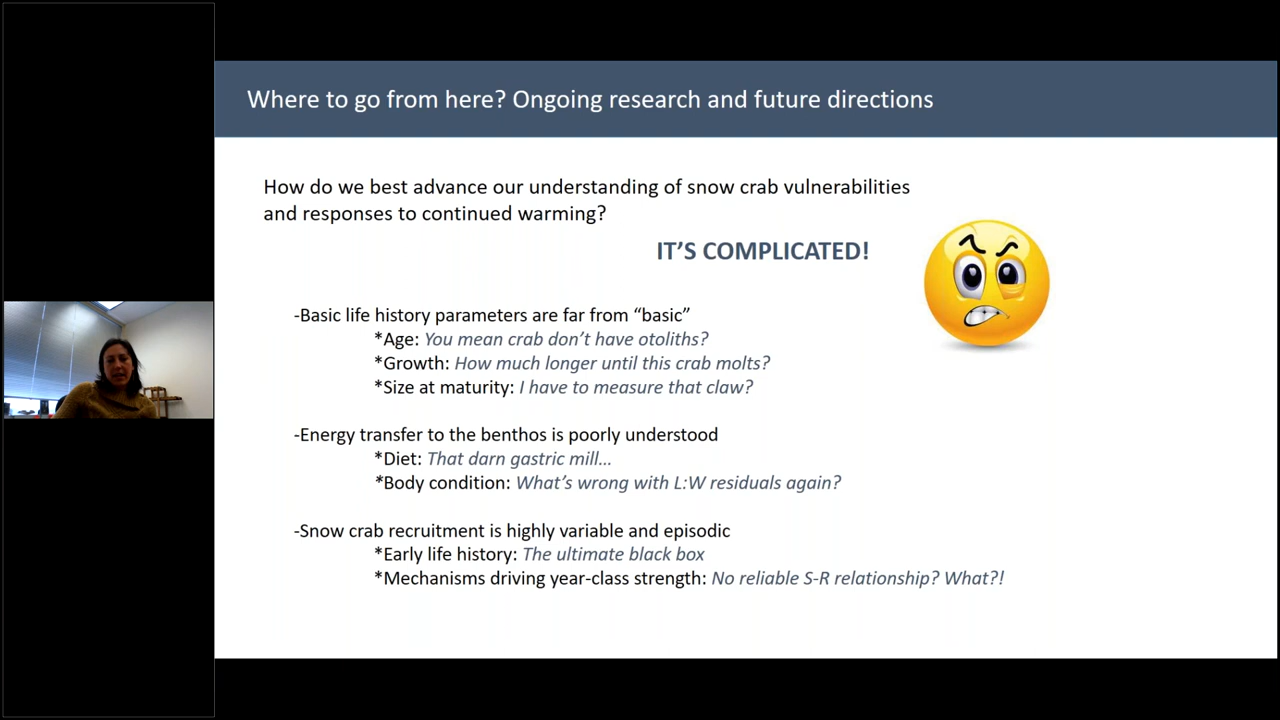 Where to go from here? Ongoing research and future directions
How do we best advance our understanding of snow crab vulnerabilities
and responses to continued warming?
IT’S COMPLICATED!
-Basic life history parameters are far from “basic”
*Age: You mean crab don’t have otoliths?
*Growth: How much longer until this crab molts?
*Size at maturity: I have to measure that claw?
-Energy transfer to the benthos is poorly understood
*Diet: That darn gastric mill…
*Body condition: What’s wrong with L:W residuals again?
-Snow crab recruitment is highly variable and episodic
*Early life history: The ultimate black box
*Mechanisms driving year-class strength: No reliable S-R relationship? What?!